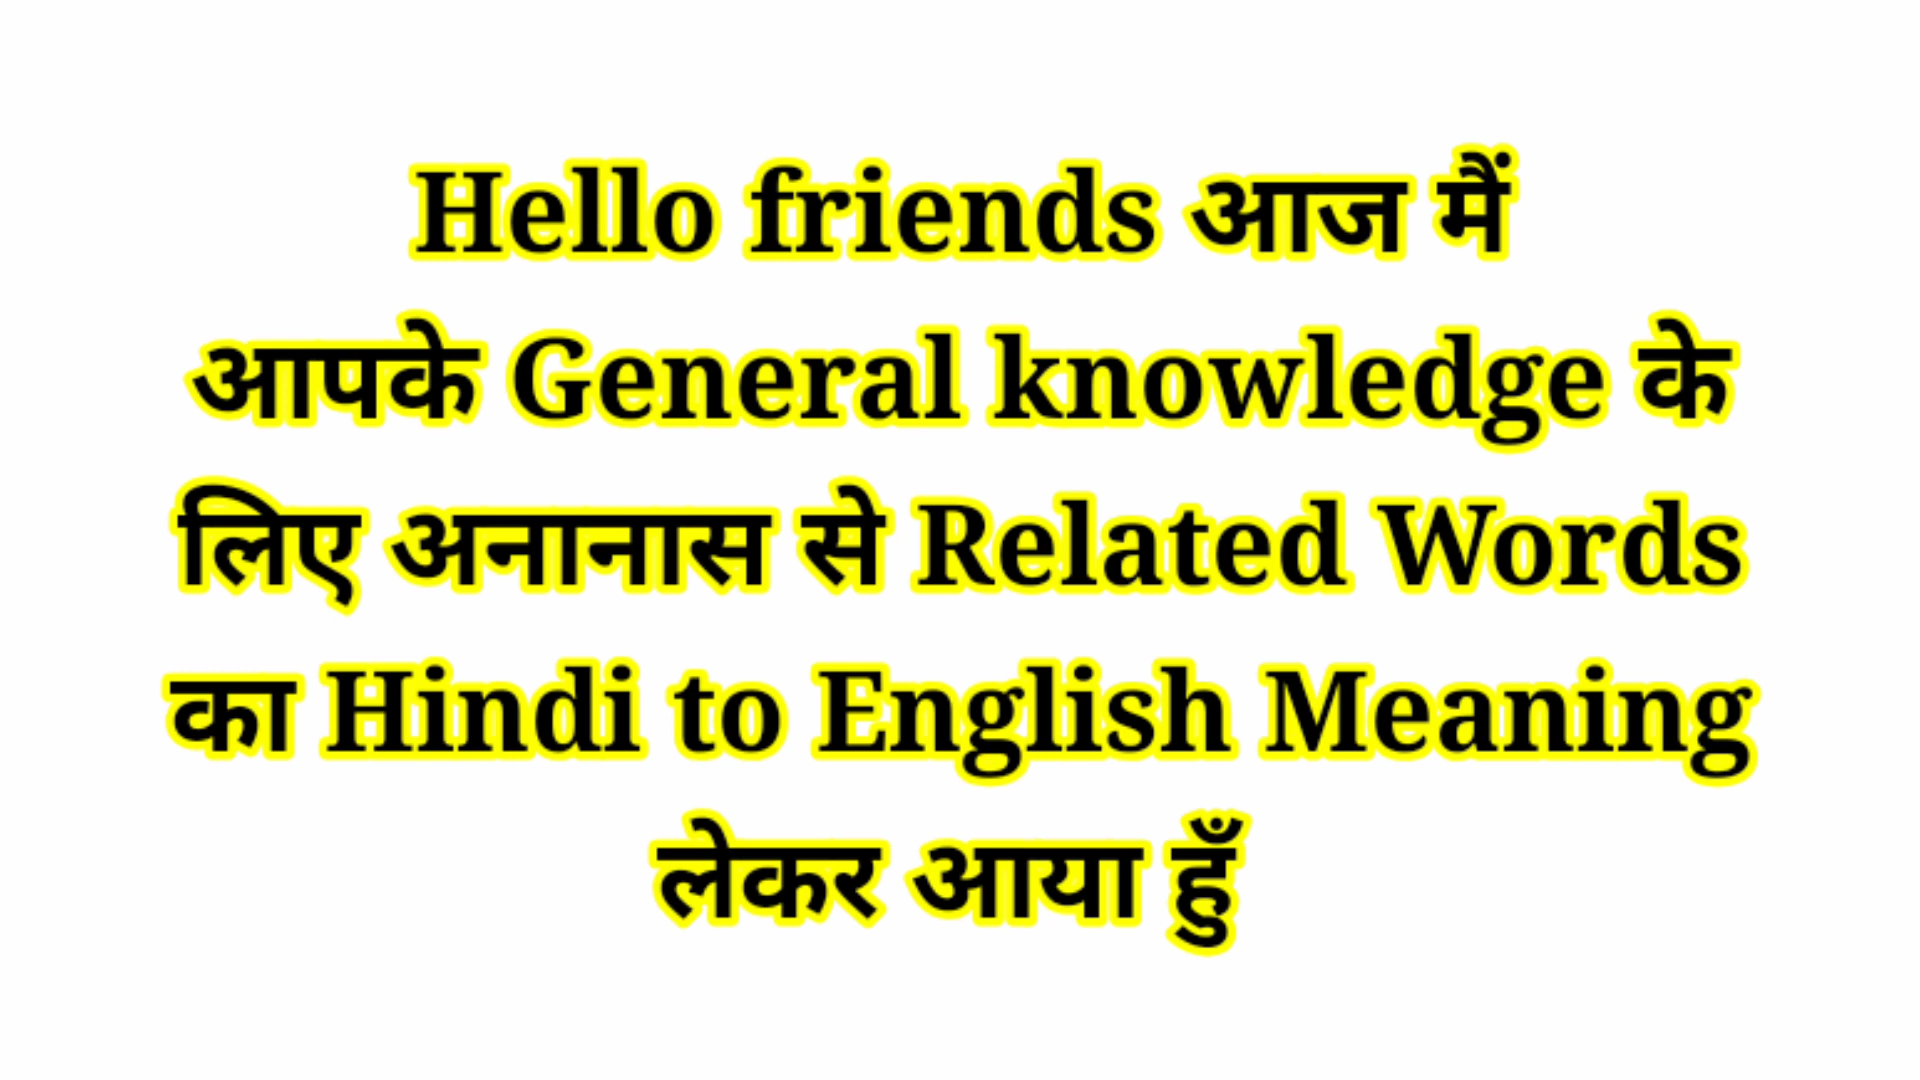 Hello friends आज मैं
आपके General knowledge के
लिए अनानास से Related Words
का Hindi to English Meaning
लेकर आया हुँ